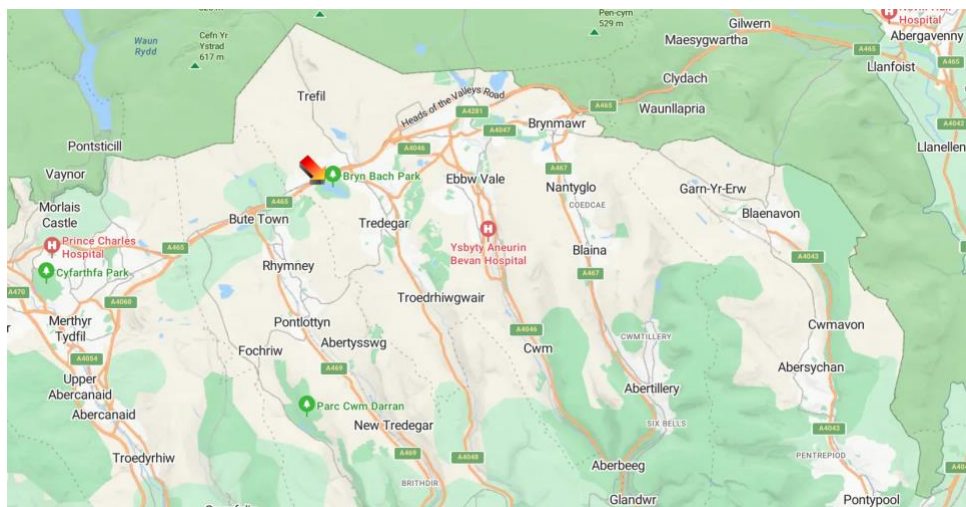 Pen-cym
529 m
Gilwern
Hospital
Abergavenny
Cefn Yr
Ystrad
617 m
Waun
Rydd
Maesygwartha
A465
Llanfoist
A465
Clydach
Trefil
Heads of the Valleys Road
A4281
A465
Waunllapria
A4042
Brynmawr
A4047
Pontsticill
A4046
Llanellen
Vaynor
Bryn Bach Park
Ebbw Vale
A467
Nantyglo
Garn-Yr-Erw
COEDCAE
Morlais
Castle
A465
Bute Town
Tredegar
Blaenavon
Prince Charles
Hospital
A465
Ysbyty Aneurin
Bevan Hospital
Blaina
A4043
Cyfarthfa Park
Rhymney
A467
A470
A4060
Troedrhiwgwair
Merthyr
Tydfil
Pontlottyn
A4046
Cwmavon
Abertysswg
CWMTILLERY
Fochriw
Cwm
A4054
A469
Abersychan
Upper
Abercanaid
Abertillery
Parc Cwm Darran
Abercanaid
New Tredegar
SIX BELLS
A4043
Troedyrhiw
A469
A4048
PENTREPIOD
Aberbeeg
BRITHDIR
Glandwr
Pontypool